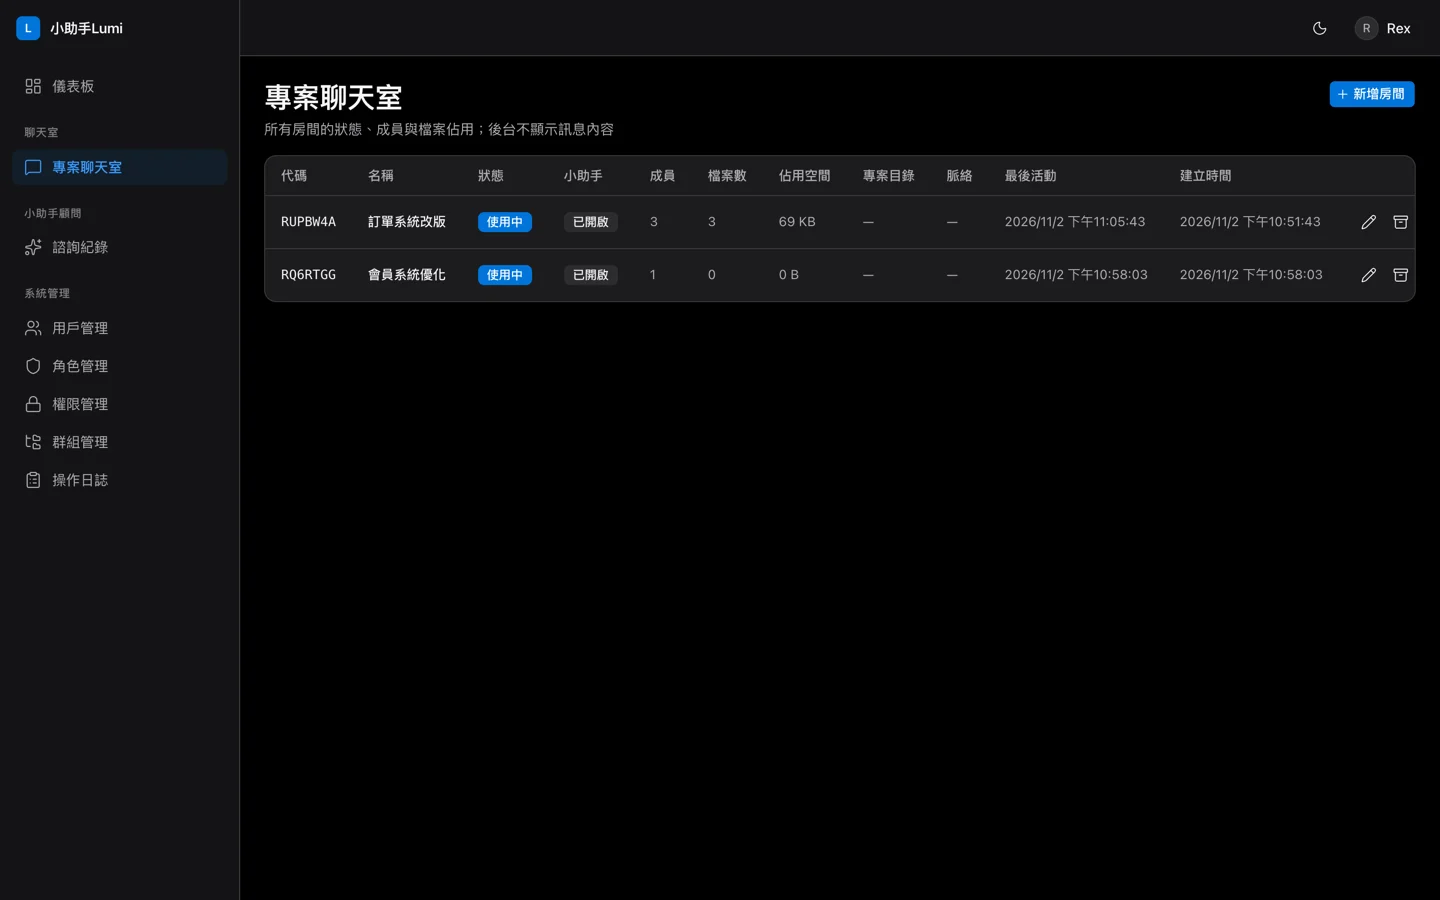 L 小助手Lumi
R Rex
儀表板
聊天室
專案聊天室
小助手顧問
諮詢紀錄
系統管理
用戶管理
角色管理
權限管理
群組管理
操作日誌
專案聊天室
+ 新增房間
所有房間的狀態、成員與檔案佔用；後台不顯示訊息內容
代碼 名稱 狀態 小助手 成員 檔案數 佔用空間 專案目錄 脈絡 最後活動 建立時間
RUPBW4A 訂單系統改版 使用中 已開啟 3 3 69 KB — — 2026/11/2 下午11:05:43 2026/11/2 下午10:51:43
RQ6RTGG 會員系統優化 使用中 已開啟 1 0 0 B — — 2026/11/2 下午10:58:03 2026/11/2 下午10:58:03